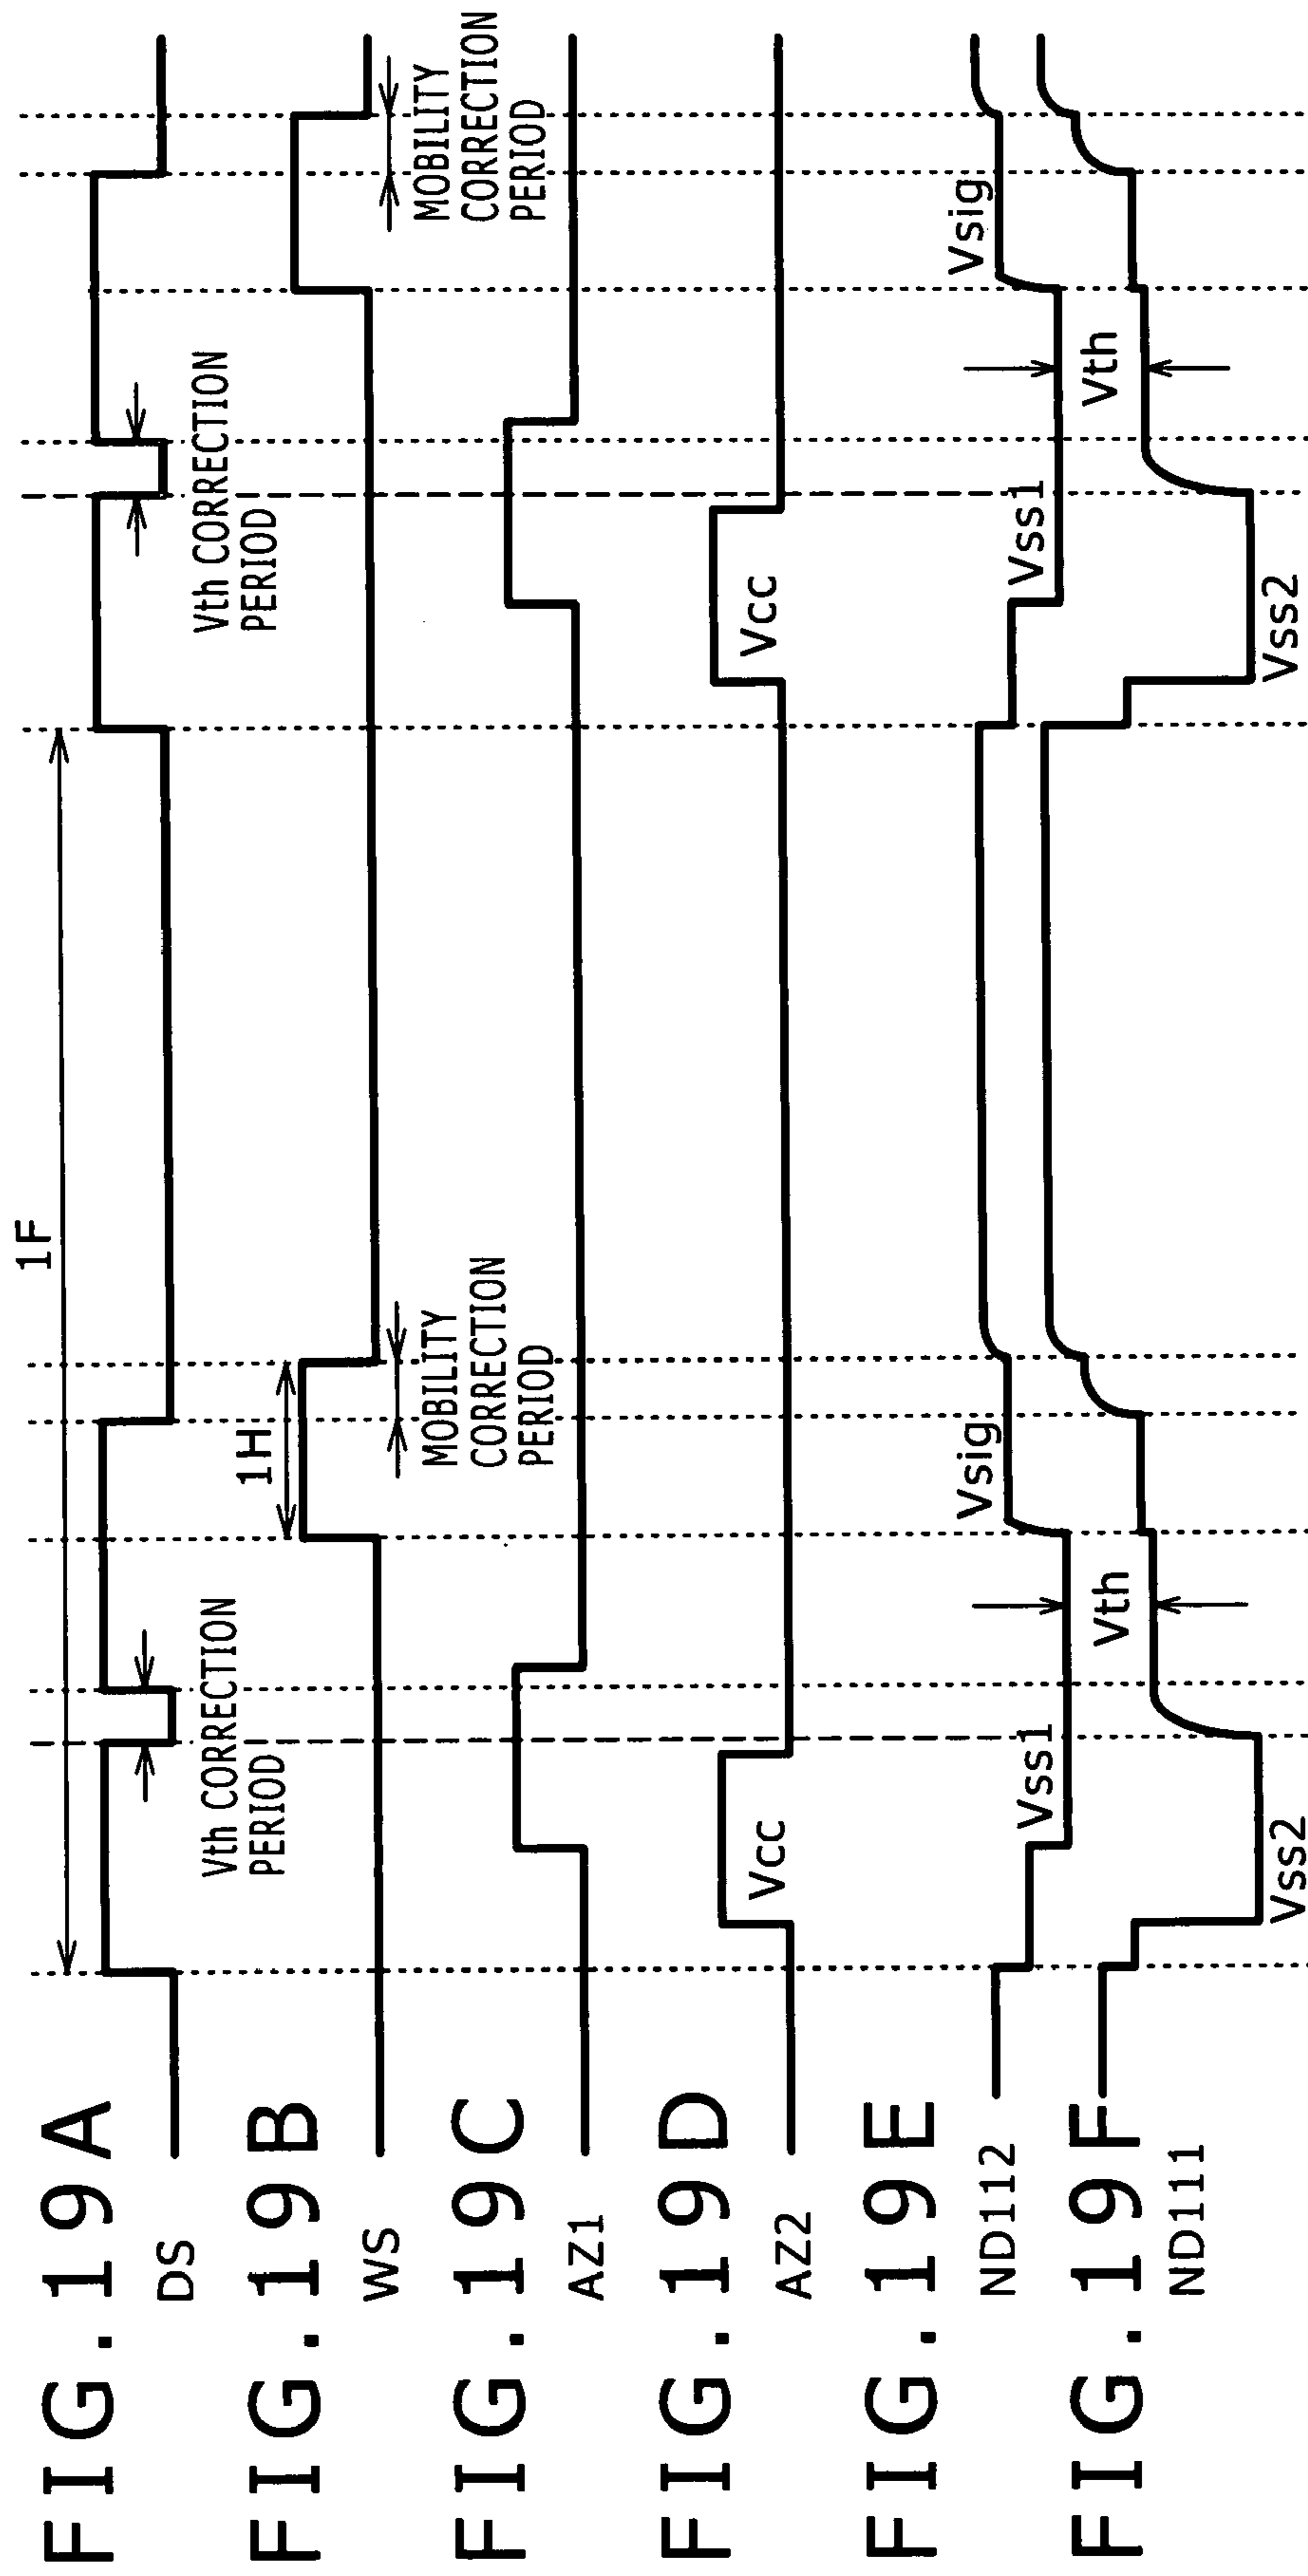 FIG.19A
DS
1F
Vth CORRECTION
PERIOD
Vth CORRECTION
PERIOD
FIG.19B
WS
1H
MOBILITY
CORRECTION
PERIOD
MOBILITY
CORRECTION
PERIOD
FIG.19C
AZ1
FIG.19D
AZ2
Vcc
Vcc
FIG.19E
ND112
Vss1
Vsig
Vss1
Vsig
FIG.19F
ND111
Vss2
Vth
Vss2
Vth